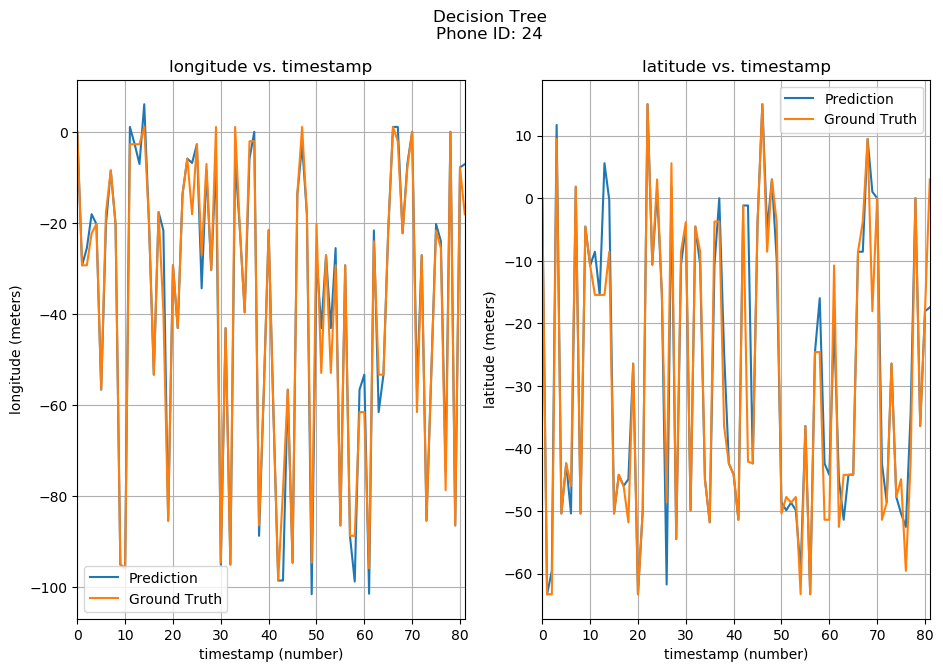 Decision Tree
Phone ID: 24
longitude vs. timestamp
longitude (meters)
0
−20
−40
−60
−80
−100
Prediction
Ground Truth
0 10 20 30 40 50 60 70 80
timestamp (number)
latitude vs. timestamp
latitude (meters)
10
0
−10
−20
−30
−40
−50
−60
Prediction
Ground Truth
0 10 20 30 40 50 60 70 80
timestamp (number)